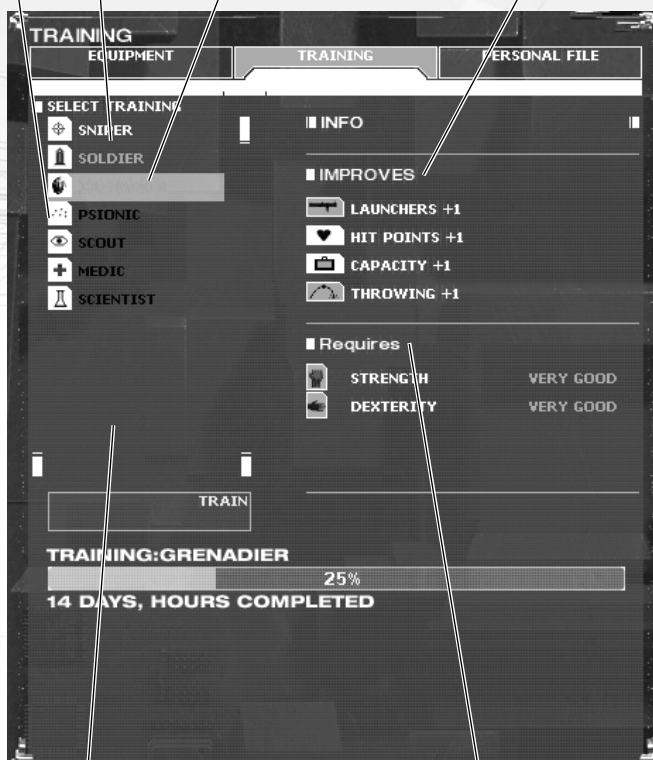 TRAINING
EQUIPMENT
TRAINING
PERSONAL FILE
SELECT TRAINING
SNIPER
SOLDIER
PSIONIC
SCOUT
MEDIC
SCIENTIST
INFO
IMPROVES
LAUNCHERS +1
HIT POINTS +1
CAPACITY +1
THROWING +1
Requires
STRENGTH VERY GOOD
DEXTERITY VERY GOOD
TRAIN
TRAINING:GRENADIER
25%
14 DAYS, HOURS COMPLETED